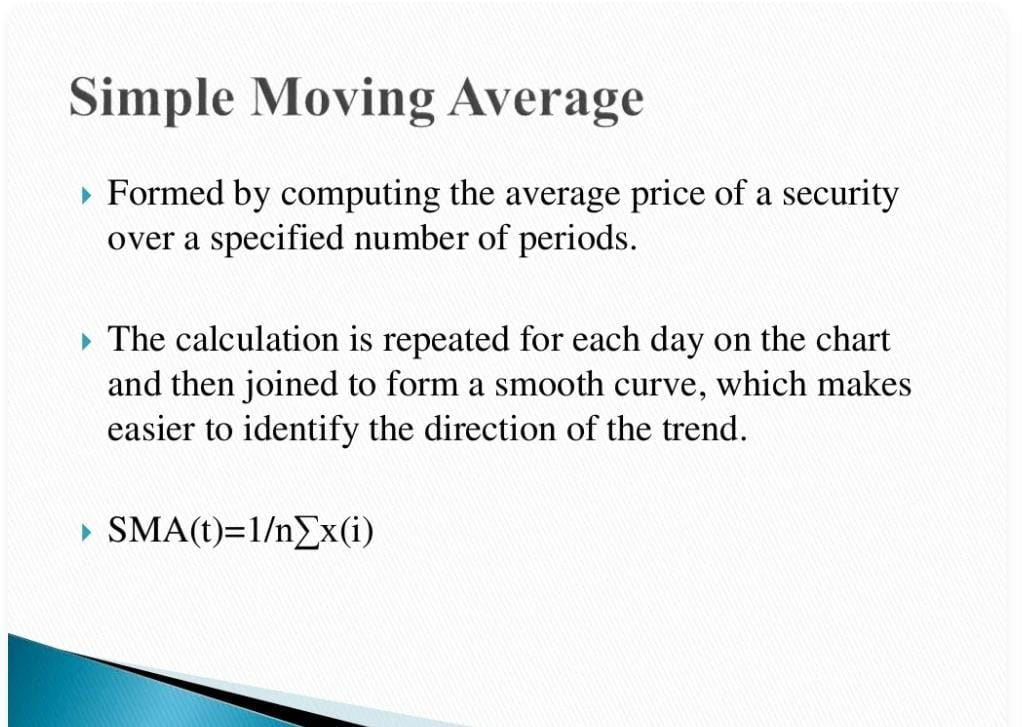 Simple Moving Average
Formed by computing the average price of a security
over a specified number of periods.
The calculation is repeated for each day on the chart
and then joined to form a smooth curve, which makes
easier to identify the direction of the trend.
SMA(t)=1/n∑x(i)